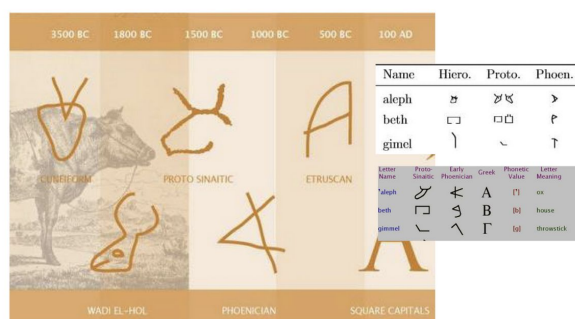 3500 BC 1800 BC 1500 BC 1000 BC 500 BC 100 AD
CUNEIFORM PROTO SINAITIC ETRUSCAN
WADI EL-HOL PHOENICIAN SQUARE CAPITALS
Name Hiero. Proto. Phoen.
aleph
beth
gimel
Letter Name Proto-Sinaitic Early Phoenician Greek Phonetic Value Letter Meaning
'aleph Α ['] ox
beth Β [b] house
gimmel Γ [g] throwstick